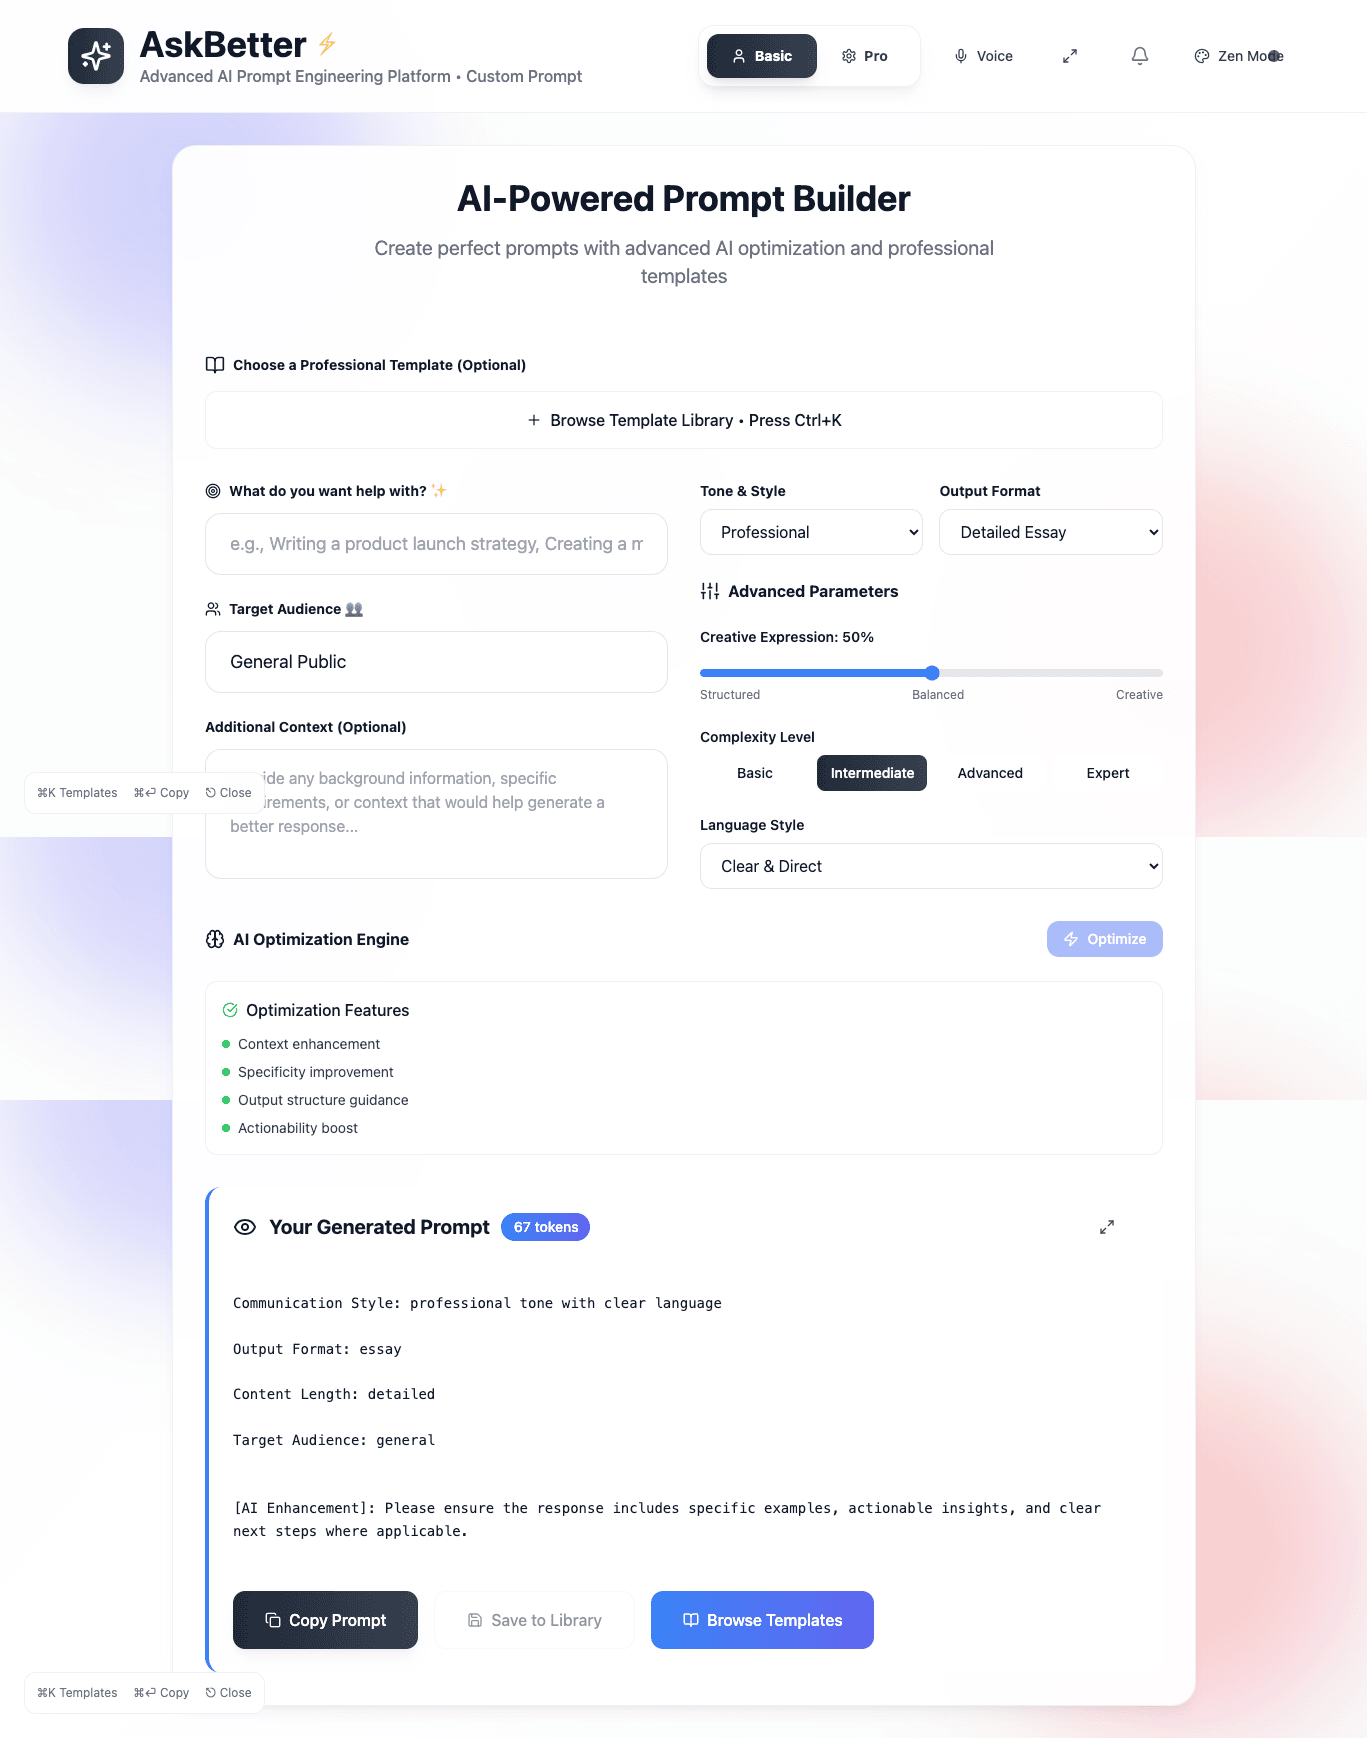 AskBetter ⚡
Advanced AI Prompt Engineering Platform • Custom Prompt
Basic
Pro
Voice
Zen Mode
AI-Powered Prompt Builder
Create perfect prompts with advanced AI optimization and professional
templates
Choose a Professional Template (Optional)
+ Browse Template Library • Press Ctrl+K
What do you want help with? ✨
e.g., Writing a product launch strategy, Creating a m
Target Audience 👥
General Public
Additional Context (Optional)
ide any background information, specific
irements, or context that would help generate a
better response...
⌘K Templates ⌘⏎ Copy ⎋ Close
Tone & Style
Professional
Output Format
Detailed Essay
Advanced Parameters
Creative Expression: 50%
Structured Balanced Creative
Complexity Level
Basic Intermediate Advanced Expert
Language Style
Clear & Direct
AI Optimization Engine
Optimize
Optimization Features
Context enhancement
Specificity improvement
Output structure guidance
Actionability boost
Your Generated Prompt 67 tokens
Communication Style: professional tone with clear language
Output Format: essay
Content Length: detailed
Target Audience: general
[AI Enhancement]: Please ensure the response includes specific examples, actionable insights, and clear
next steps where applicable.
Copy Prompt
Save to Library
Browse Templates
⌘K Templates ⌘⏎ Copy ⎋ Close